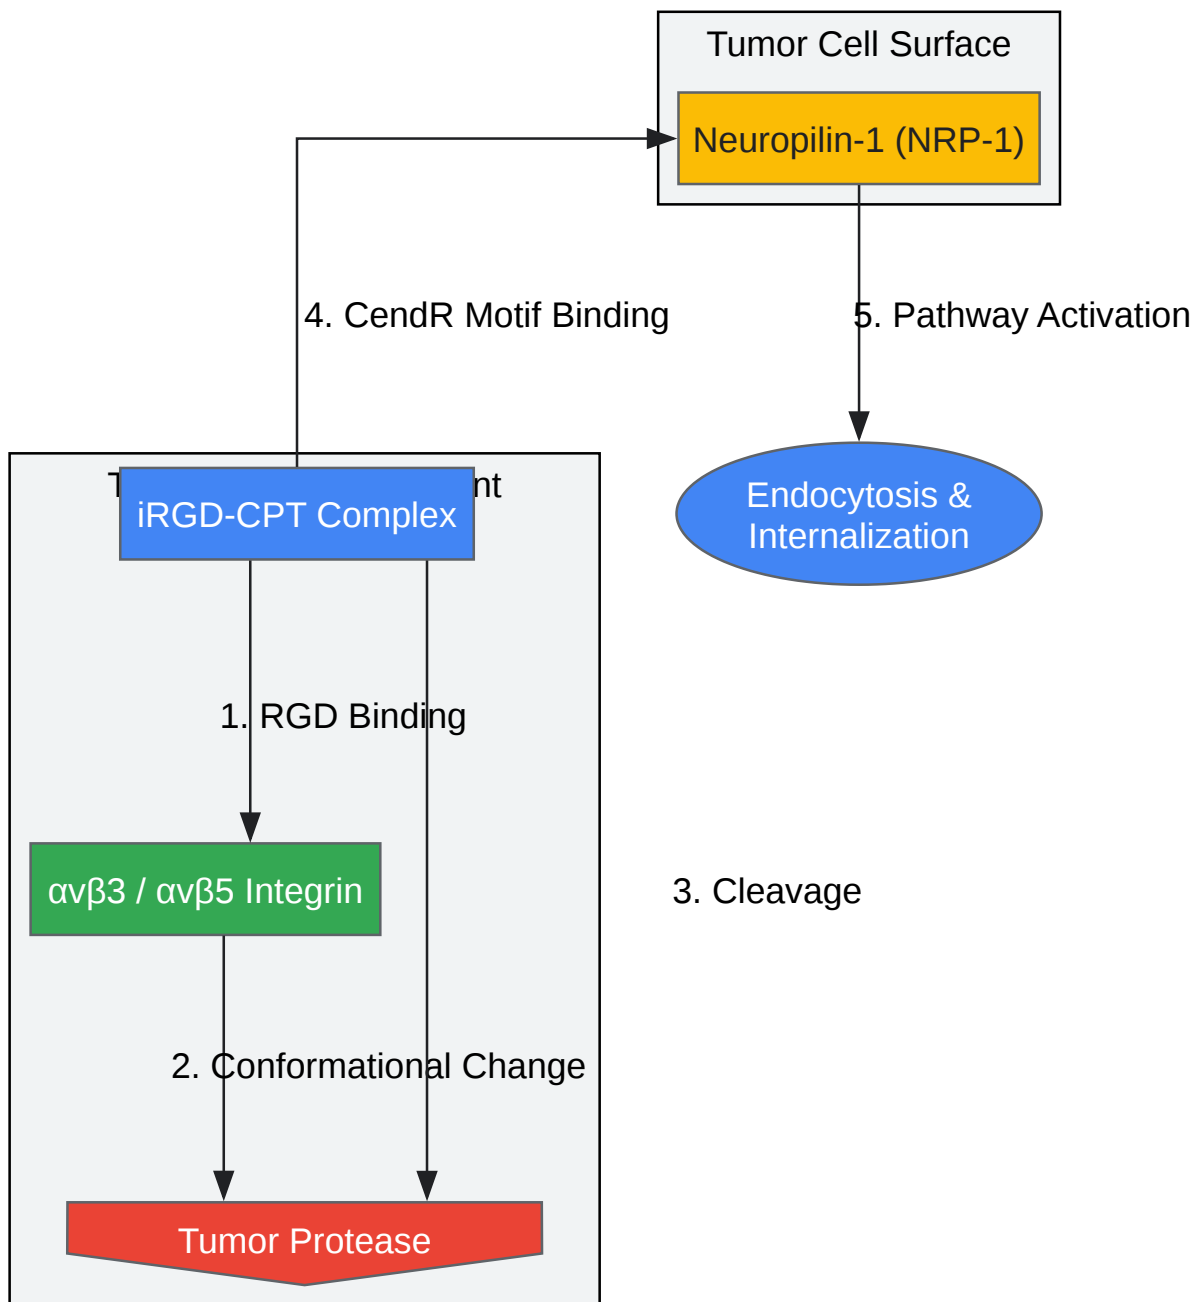 Tumor Cell Surface
Neuropilin-1 (NRP-1)
4. CendR Motif Binding
5. Pathway Activation
iRGD-CPT Complex
Endocytosis &
Internalization
1. RGD Binding
αvβ3 / αvβ5 Integrin
3. Cleavage
2. Conformational Change
Tumor Protease